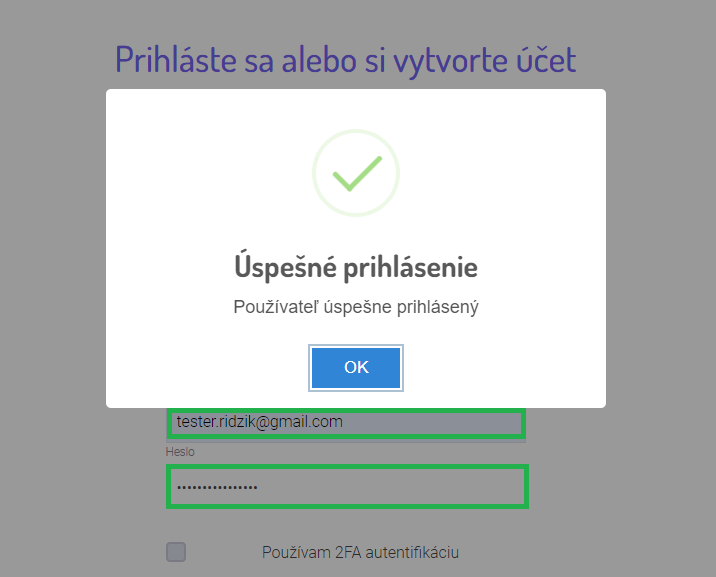 Prihláste sa alebo si vytvorte účet
Úspešné prihlásenie
Používateľ úspešne prihlásený
OK
tester.ridzik@gmail.com
Heslo
••••••••••••••••
Používam 2FA autentifikáciu